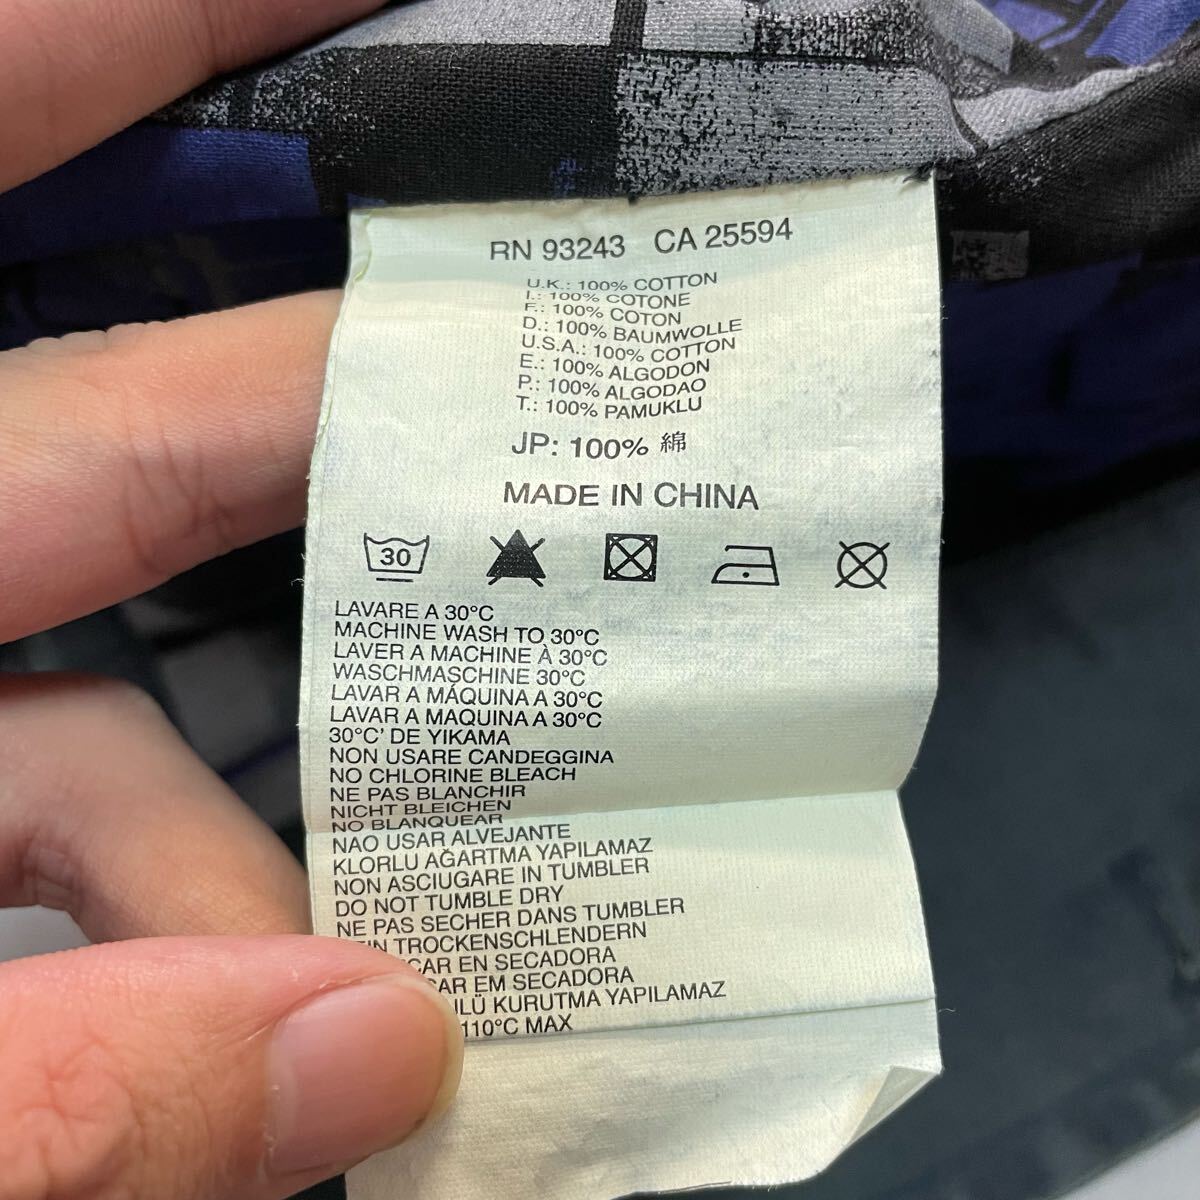 RN 93243 CA 25594
U.K.: 100% COTTON
I.: 100% COTONE
F.: 100% COTON
D.: 100% BAUMWOLLE
U.S.A.: 100% COTTON
E.: 100% ALGODON
P.: 100% ALGODAO
T.: 100% PAMUKLU
JP: 100% 綿
MADE IN CHINA
30
LAVARE A 30°C
MACHINE WASH TO 30°C
LAVER A MACHINE À 30°C
WASCHMASCHINE 30°C
LAVAR A MÁQUINA A 30°C
LAVAR A MAQUINA A 30°C
30°C' DE YIKAMA
NON USARE CANDEGGINA
NO CHLORINE BLEACH
NE PAS BLANCHIR
NICHT BLEICHEN
NO BLANQUEAR
NAO USAR ALVEJANTE
KLORLU AĞARTMA YAPILAMAZ
NON ASCIUGARE IN TUMBLER
DO NOT TUMBLE DRY
NE PAS SECHER DANS TUMBLER
TROCKENSCHLENDERN
EN SECADORA
EM SECADORA
KURUTMA YAPILAMAZ
110°C MAX